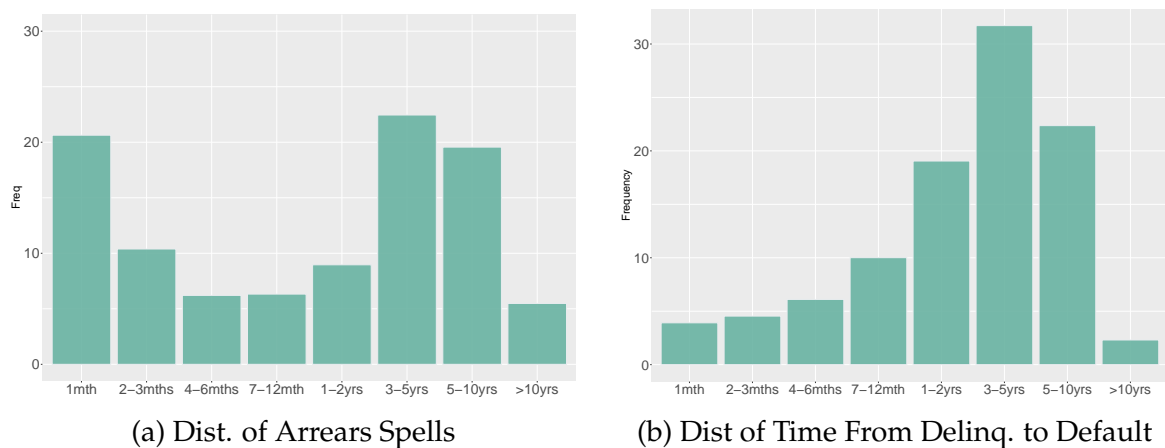 30
20
10
0
Freq
1mth 2–3mths 4–6mths 7–12mth 1–2yrs 3–5yrs 5–10yrs >10yrs
(a) Dist. of Arrears Spells
30
20
10
0
Frequency
1mth 2–3mths 4–6mths 7–12mth 1–2yrs 3–5yrs 5–10yrs >10yrs
(b) Dist of Time From Delinq. to Default